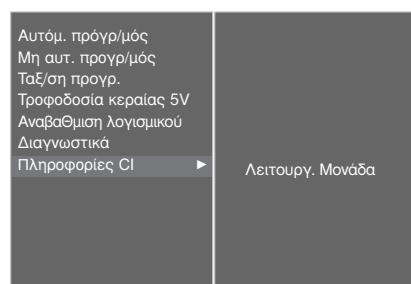 Αυτόμ. πρόγρ/μός
Μη αυτ. προγρ/μός
Ταξ/ση προγρ.
Τροφοδοσία κεραίας 5V
ΑναβαΘμιση λογισμικού
Διαγνωστικά
Πληροφορίες CI ►
Λειτουργ. Μονάδα